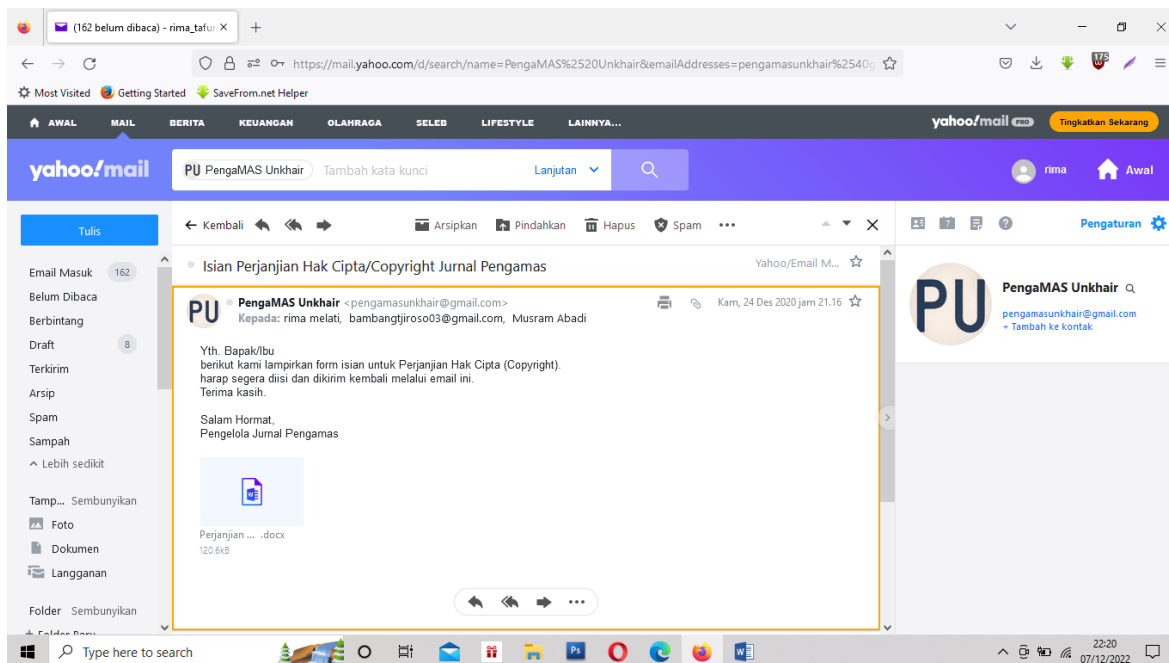 (162 belum dibaca) - rima_tafur
https://mail.yahoo.com/d/search/name=PengaMAS%2520Unkhair&emailAddresses=pengamasunkhair%2540g
175
Most Visited Getting Started SaveFrom.net Helper
AWAL MAIL BERITA KEUANGAN OLAHRAGA SELEB LIFESTYLE LAINNYA... yahoo!mail PRO Tingkatkan Sekarang
yahoo!mail PU PengaMAS Unkhair Tambah kata kunci Lanjutan rima Awal
Tulis Kembali Arsipkan Pindahkan Hapus Spam 7 Pengaturan
Email Masuk 162
Belum Dibaca
Berbintang
Draft 8
Terkirim
Arsip
Spam
Sampah
Lebih sedikit
Tamp... Sembunyikan
Foto
Dokumen
Langganan
Folder Sembunyikan
+ Folder Baru
Isian Perjanjian Hak Cipta/Copyright Jurnal Pengamas Yahoo/Email M...
PU PengaMAS Unkhair <pengamasunkhair@gmail.com> Kam, 24 Des 2020 jam 21.16
Kepada: rima melati, bambangtjiroso03@gmail.com, Musram Abadi
Yth. Bapak/Ibu
berikut kami lampirkan form isian untuk Perjanjian Hak Cipta (Copyright).
harap segera diisi dan dikirim kembali melalui email ini.
Terima kasih.
Salam Hormat,
Pengelola Jurnal Pengamas
Perjanjian ... .docx
120.6kB
PU
PengaMAS Unkhair
pengamasunkhair@gmail.com
+ Tambah ke kontak
Type here to search
Ps
22:20
07/12/2022